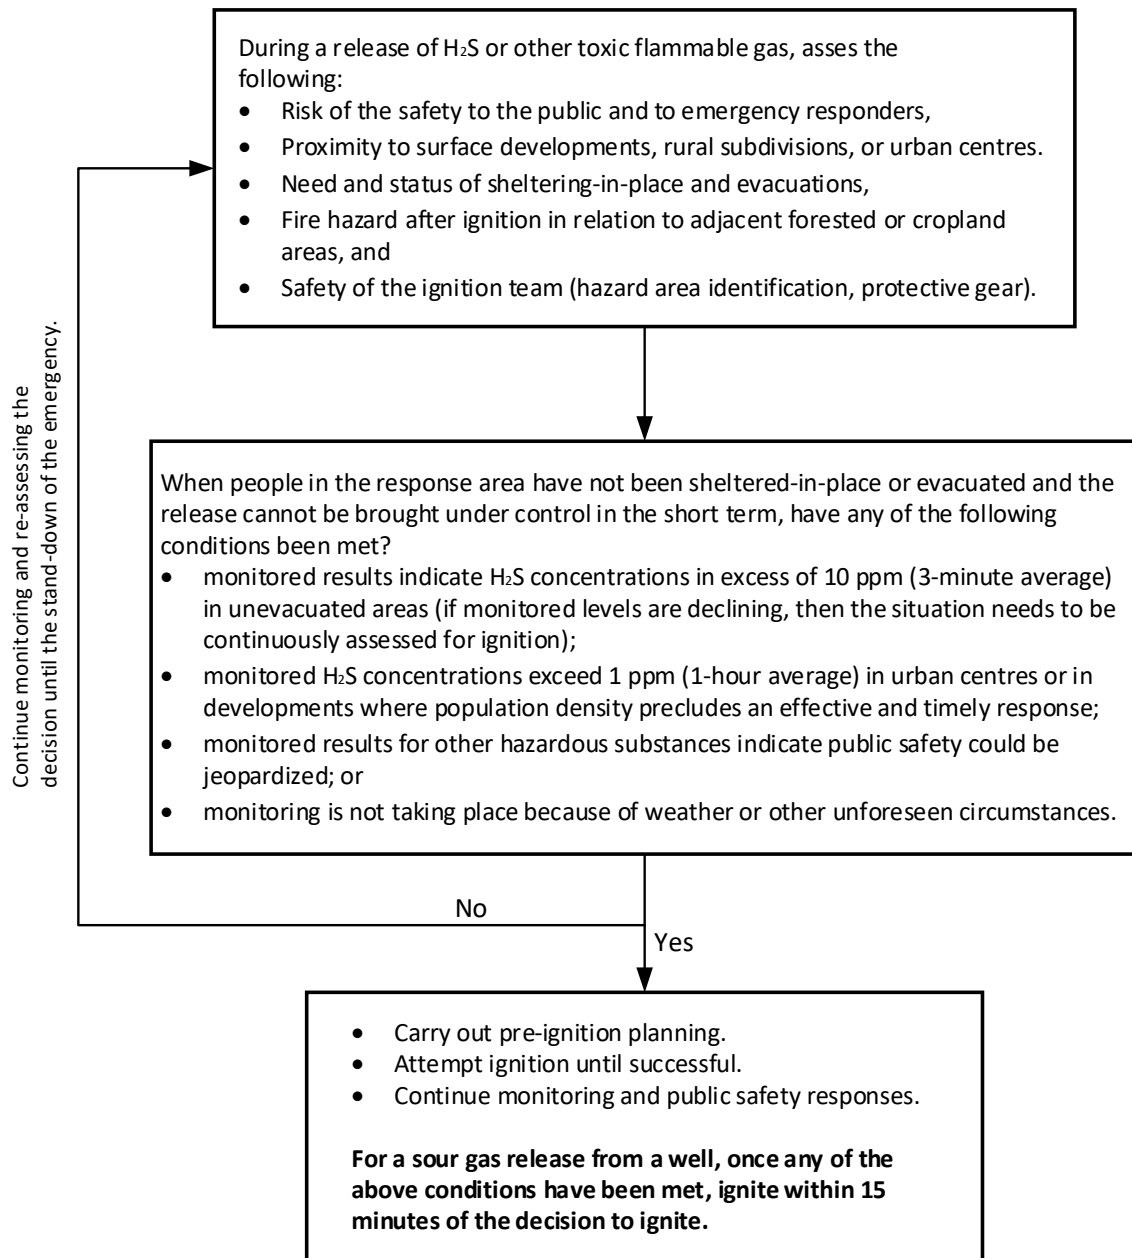 During a release of H₂S or other toxic flammable gas, asses the
following:
• Risk of the safety to the public and to emergency responders,
• Proximity to surface developments, rural subdivisions, or urban centres.
• Need and status of sheltering-in-place and evacuations,
• Fire hazard after ignition in relation to adjacent forested or cropland
areas, and
• Safety of the ignition team (hazard area identification, protective gear).
Continue monitoring and re-assessing the
decision until the stand-down of the emergency.
When people in the response area have not been sheltered-in-place or evacuated and the
release cannot be brought under control in the short term, have any of the following
conditions been met?
• monitored results indicate H₂S concentrations in excess of 10 ppm (3-minute average)
in unevacuated areas (if monitored levels are declining, then the situation needs to be
continuously assessed for ignition);
• monitored H₂S concentrations exceed 1 ppm (1-hour average) in urban centres or in
developments where population density precludes an effective and timely response;
• monitored results for other hazardous substances indicate public safety could be
jeopardized; or
• monitoring is not taking place because of weather or other unforeseen circumstances.
No
Yes
• Carry out pre-ignition planning.
• Attempt ignition until successful.
• Continue monitoring and public safety responses.
For a sour gas release from a well, once any of the
above conditions have been met, ignite within 15
minutes of the decision to ignite.